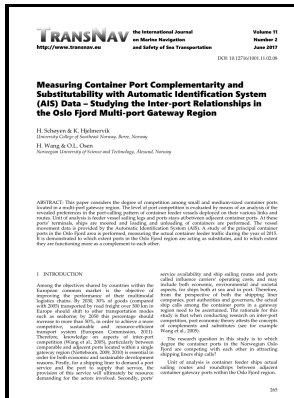 TRANSNAV
the International Journal
on Marine Navigation
and Safety of Sea Transportation
http://www.transnav.eu
Volume 11
Number 2
June 2017
DOI: 10.12716/1001.11.02.08
Measuring Container Port Complementarity and
Substitutability with Automatic Identification System
(AIS) Data – Studying the Inter-port Relationships in
the Oslo Fjord Multi-port Gateway Region
H. Schøyen & K. Hjelmervik
University College of Southeast Norway, Borre, Norway
H. Wang & O.L. Osen
Norwegian University of Science and Technology, Ålesund, Norway
ABSTRACT: This paper considers the degree of competition among small and medium-sized container ports
located in a multi-port gateway region. The level of port competition is evaluated by means of an analysis of the
revealed preferences in the port-calling pattern of container feeder vessels deployed on their various links and
routes. Unit of analysis is feeder vessel sailing legs and ports stays at/between adjacent container ports. At these
ports' terminals, ships are moored and loading and unloading of containers are performed. The vessel
movement data is provided by the Automatic Identification System (AIS). A study of the principal container
ports in the Oslo Fjord area is performed, measuring the actual container feeder traffic during the year of 2015.
It is demonstrated to which extent ports in the Oslo Fjord region are acting as substitutes, and to which extent
they are functioning more as a complement to each other.
1 INTRODUCTION
Among the objectives shared by countries within the
European common market is the objective of
improving the performance of their multimodal
logistics chains. By 2030, 30% of goods (compared
with 2005) transported by road freight over 300 km in
Europe should shift to other transportation modes
such as seaborne, by 2050 the percentage should
increase to more than 50%, in order to achieve a more
competitive, sustainable and resource-efficient
transport system (European Commission, 2011).
Therefore, knowledge on aspects of inter-port
competition (Wang et al., 2005), particularly between
comparable and adjacent ports located within a single
gateway region (Notteboom, 2009, 2010) is essential in
order for both economic and sustainable development
reasons. Firstly, for a shipping line to demand a port
service and the port to supply that service, the
provision of this service will ultimately be resource
demanding for the actors involved. Secondly, ports'
service availability and ship sailing routes and ports
called influence carriers' operating costs, and may
include both economic, environmental and societal
aspects, for ships both at sea and in port. Therefore,
from the perspective of both the shipping liner
companies, port authorities and governors, the actual
ship calls among the container ports in a gateway
region need to be ascertained. The rationale for this
study is that when conducting research on inter-port
competition, port economic theory attests the concepts
of complements and substitutes (see for example
Wang et al., 2005).
The research question in this study is to which
degree the container ports in the Norwegian Oslo
Fjord are competing with each other in attracting
shipping liners ship calls?
Unit of analysis is container feeder ships actual
sailing routes and roundtrips between adjacent
container gateway ports within the Oslo Fjord region.
265